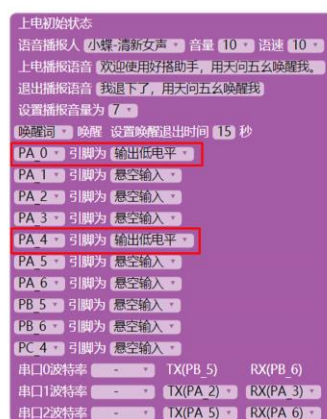 上电初始状态
语音播报人 小蝶-清新女声 音量 10 语速 10
上电播报语音 欢迎使用好搭助手，用天问五幺唤醒我。
退出播报语音 我退下了，用天问五幺唤醒我
设置播报音量为 7
唤醒词 唤醒 设置唤醒退出时间 15 秒
PA_0 引脚为 输出低电平
PA_1 引脚为 悬空输入
PA_2 引脚为 悬空输入
PA_3 引脚为 悬空输入
PA_4 引脚为 输出低电平
PA_5 引脚为 悬空输入
PA_6 引脚为 悬空输入
PB_5 引脚为 悬空输入
PB_6 引脚为 悬空输入
PC_4 引脚为 悬空输入
串口0波特率 - TX(PB_5) RX(PB_6)
串口1波特率 - TX(PA_2) RX(PA_3)
串口2波特率 - TX(PA_5) RX(PA_6)